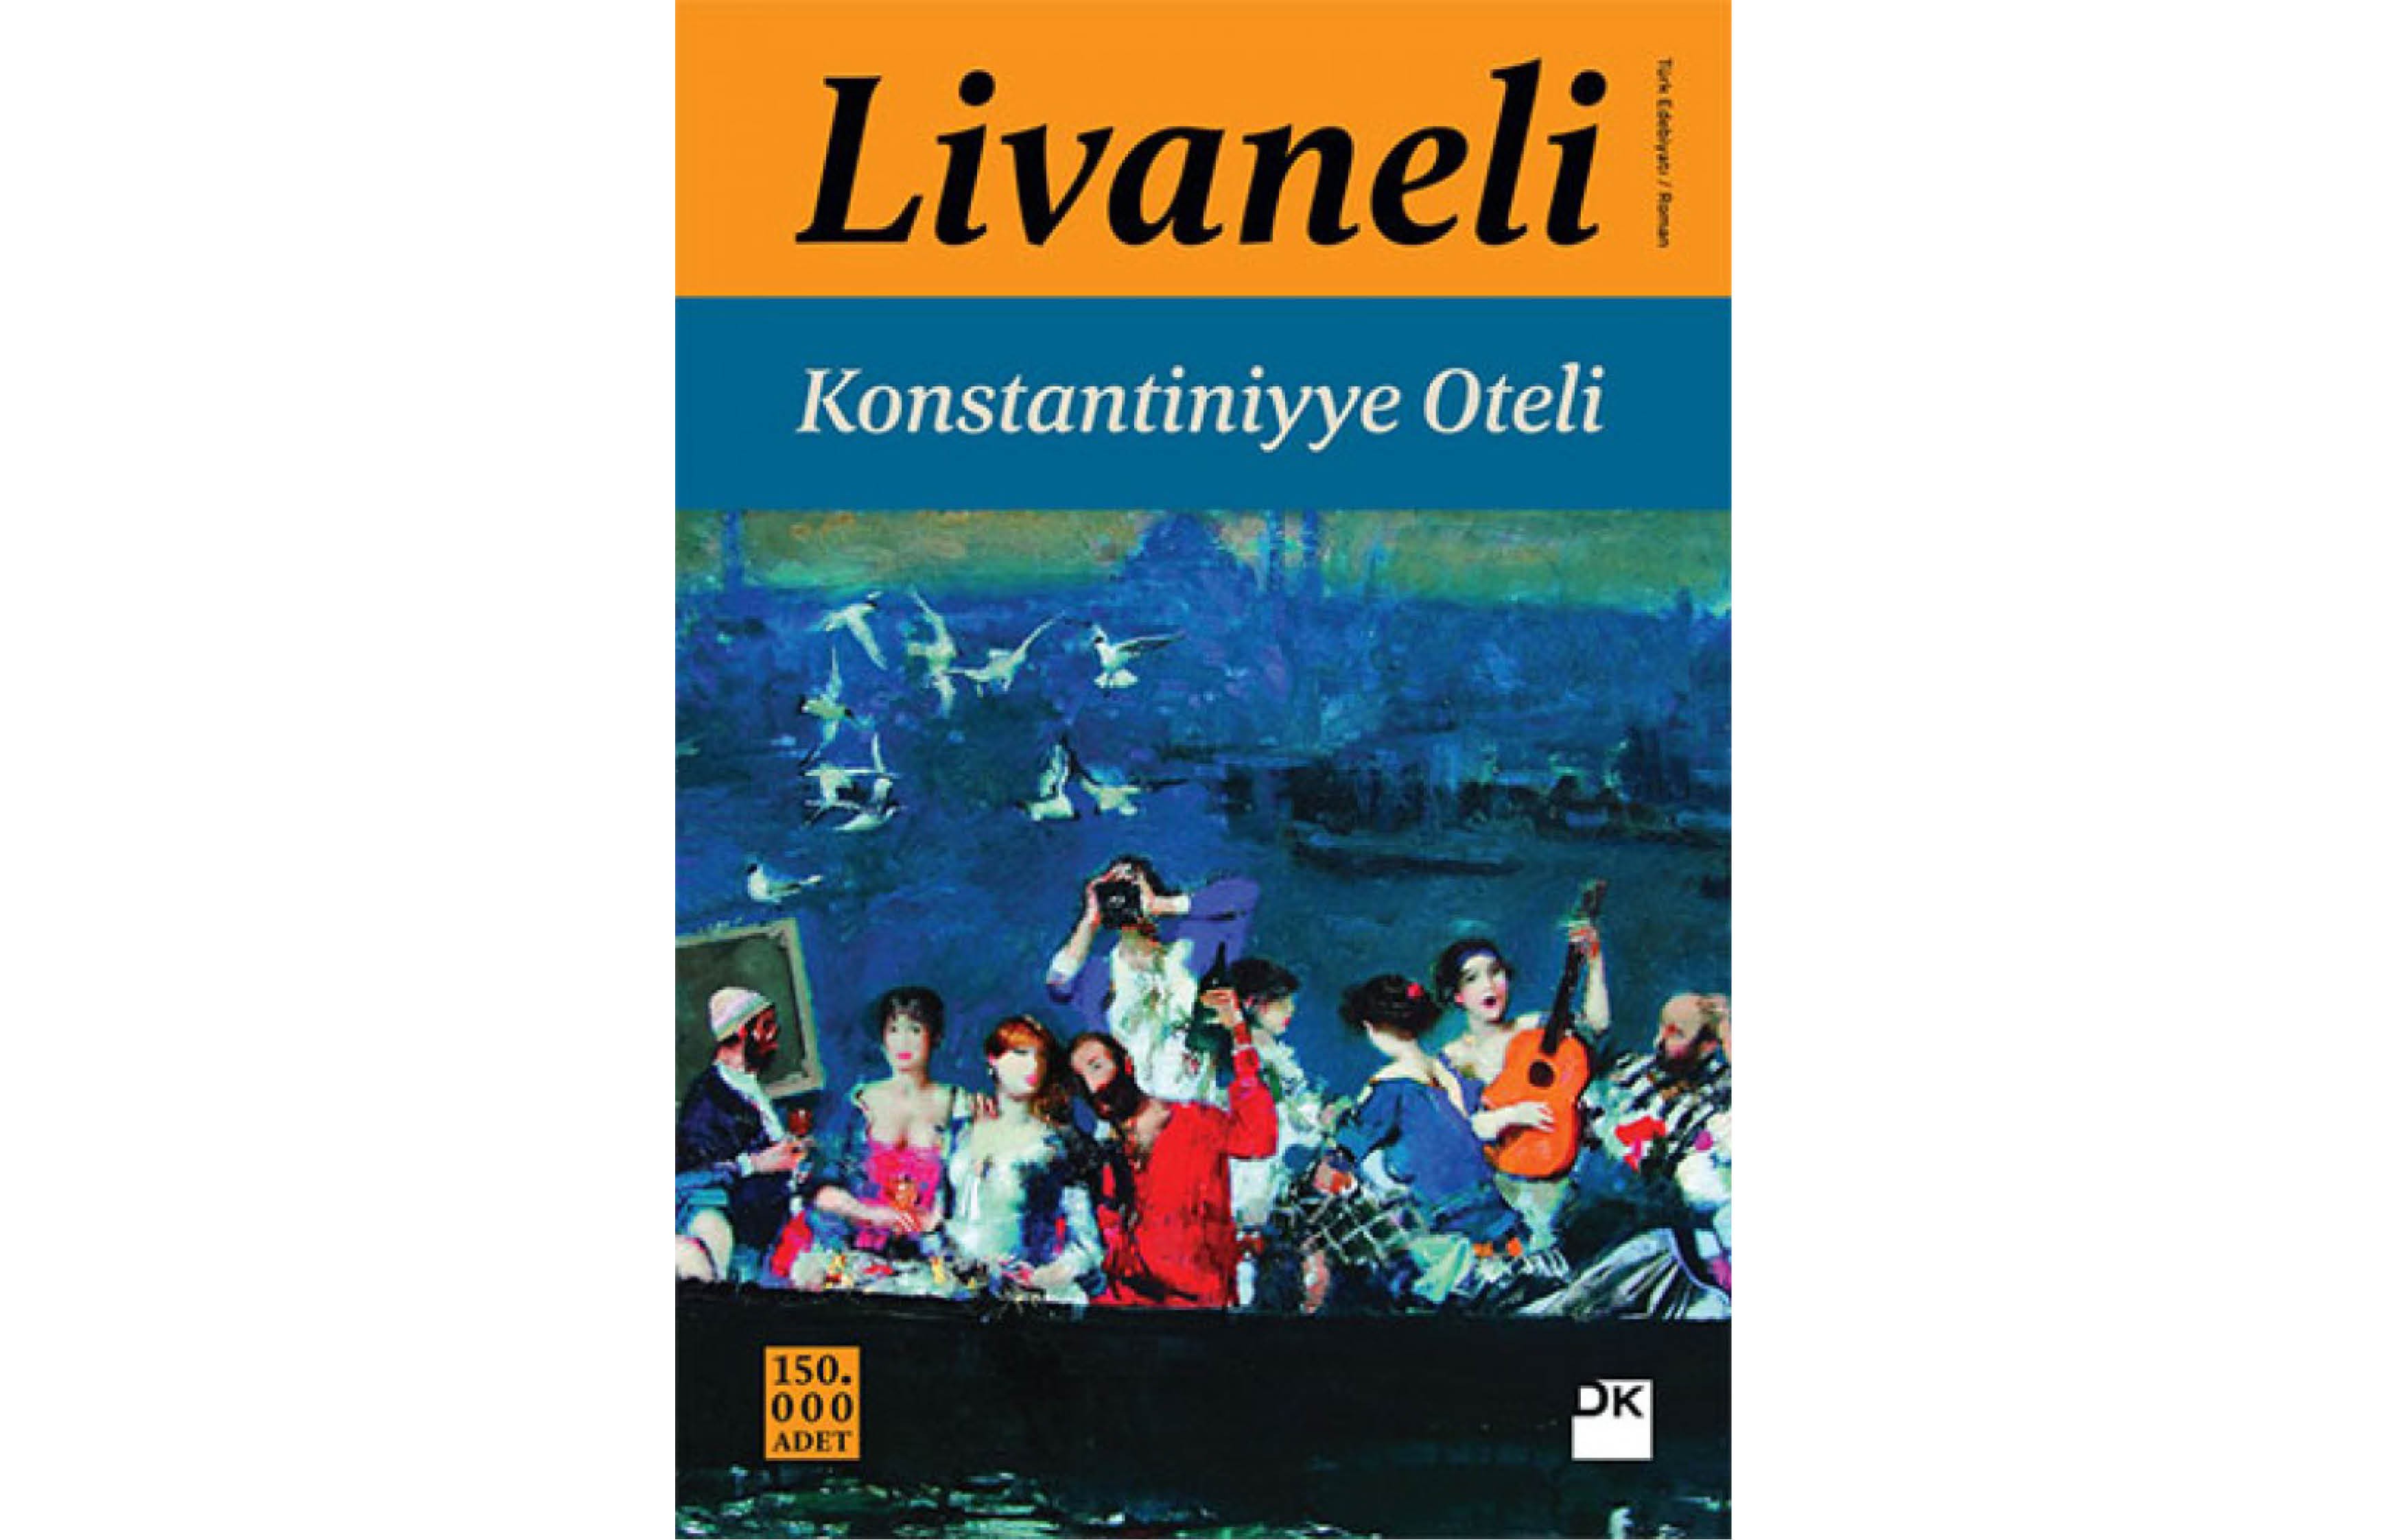 Livaneli
Türk Edebiyatı / Roman
Konstantiniyye Oteli
150.
000
ADET
DK